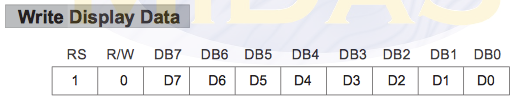 Write Display Data
RS R/W DB7 DB6 DB5 DB4 DB3 DB2 DB1 DB0
1 0 D7 D6 D5 D4 D3 D2 D1 D0